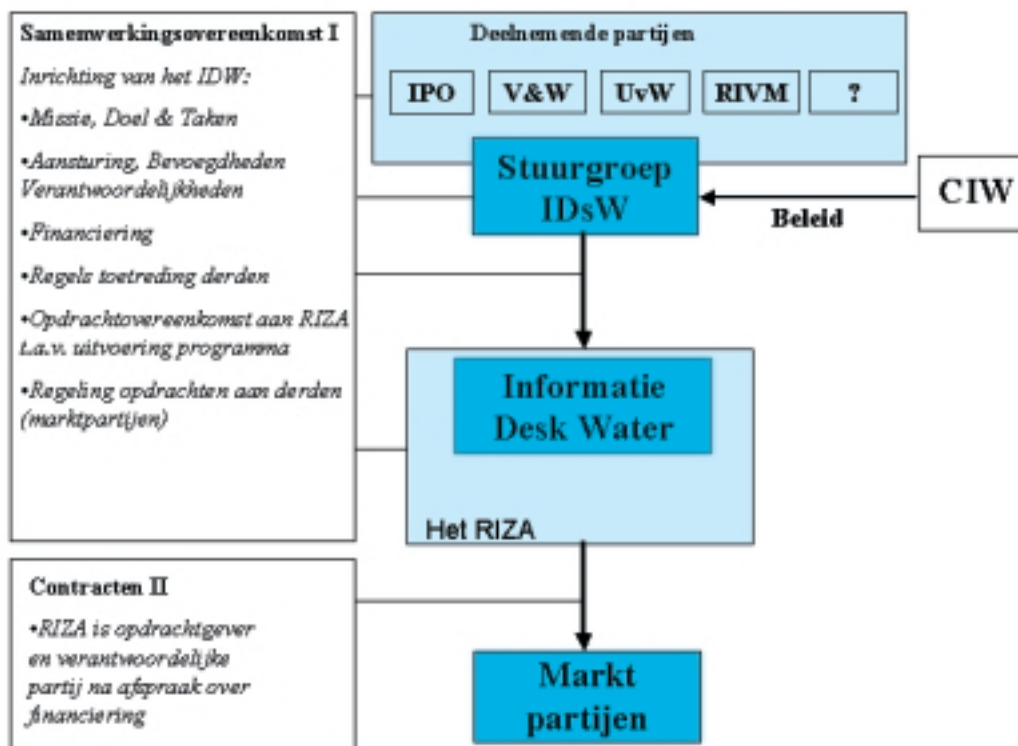 Samenwerkingsovereenkomst I
Inrichting van het IDW:
•Missie, Doel & Taken
•Aansturing, Bevoegdheden
Verantwoordelijkheden
•Financiering
•Regels toetreding derden
•Opdrachtovereenkomst aan RIZA
t.a.v. uitvoering programma
•Regeling opdrachten aan derden
(marktpartijen)
Deelnemende partijen
IPO
V&W
UvW
RIVM
?
Stuurgroep
IDsW
Beleid
CIW
Informatie
Desk Water
Het RIZA
Contracten II
•RIZA is opdrachtgever
en verantwoordelijke
partij na afspraak over
financiering
Markt
partijen